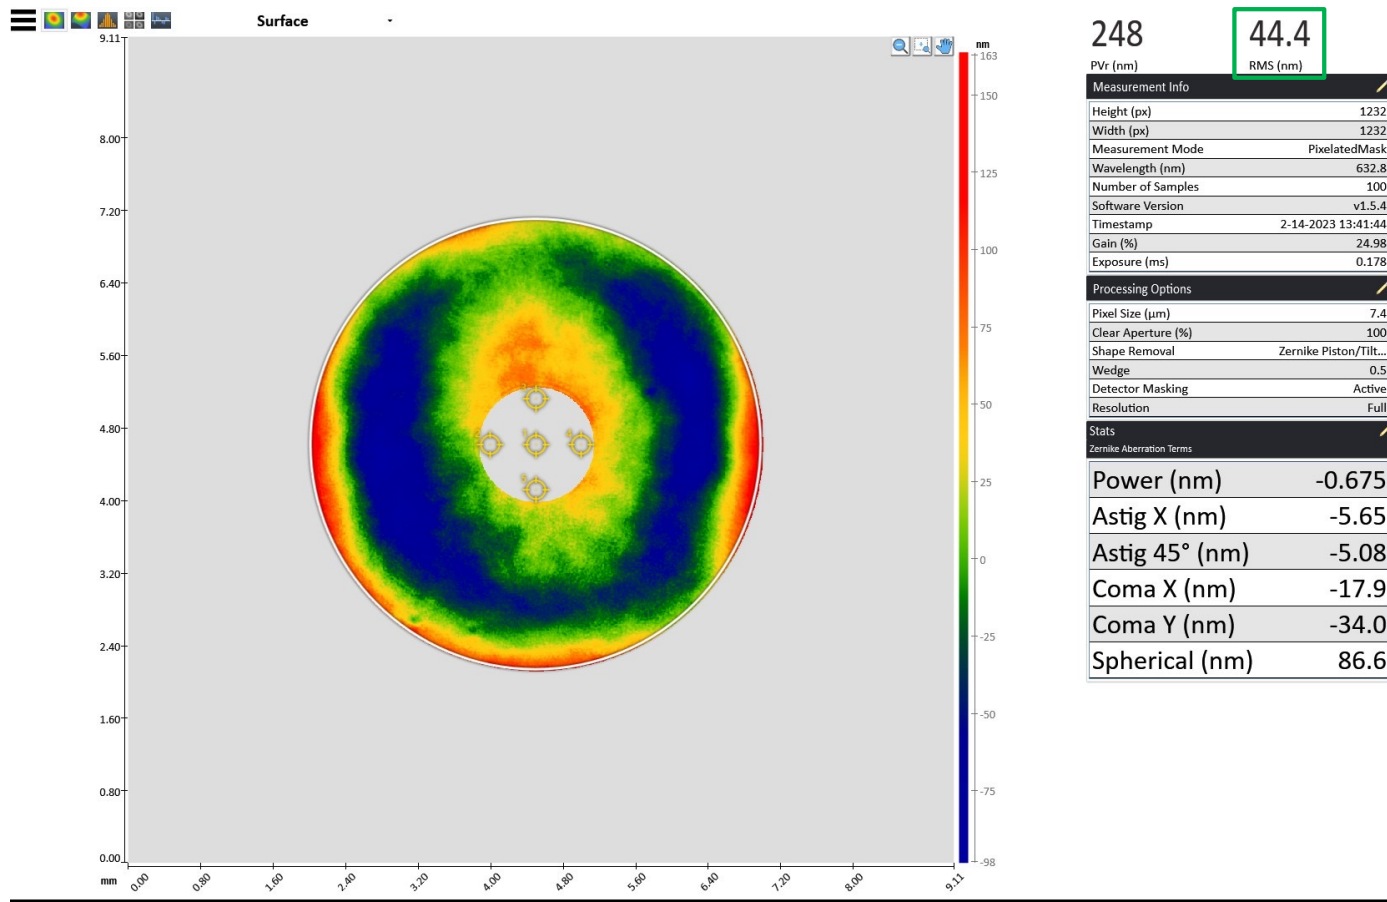 Surface
248
PVr (nm)
44.4
RMS (nm)
Measurement Info
Height (px) 1232
Width (px) 1232
Measurement Mode PixelatedMask
Wavelength (nm) 632.8
Number of Samples 100
Software Version v1.5.4
Timestamp 2-14-2023 13:41:44
Gain (%) 24.98
Exposure (ms) 0.178
Processing Options
Pixel Size (µm) 7.4
Clear Aperture (%) 100
Shape Removal Zernike Piston/Tilt...
Wedge 0.5
Detector Masking Active
Resolution Full
Stats
Zernike Aberration Terms
Power (nm) -0.675
Astig X (nm) -5.65
Astig 45° (nm) -5.08
Coma X (nm) -17.9
Coma Y (nm) -34.0
Spherical (nm) 86.6
9.11
8.00
7.20
6.40
5.60
4.80
4.00
3.20
2.40
1.60
0.80
0.00
mm 0.00 0.80 1.60 2.40 3.20 4.00 4.80 5.60 6.40 7.20 8.00 9.11
nm
163
150
125
100
75
50
25
0
-25
-50
-75
-98